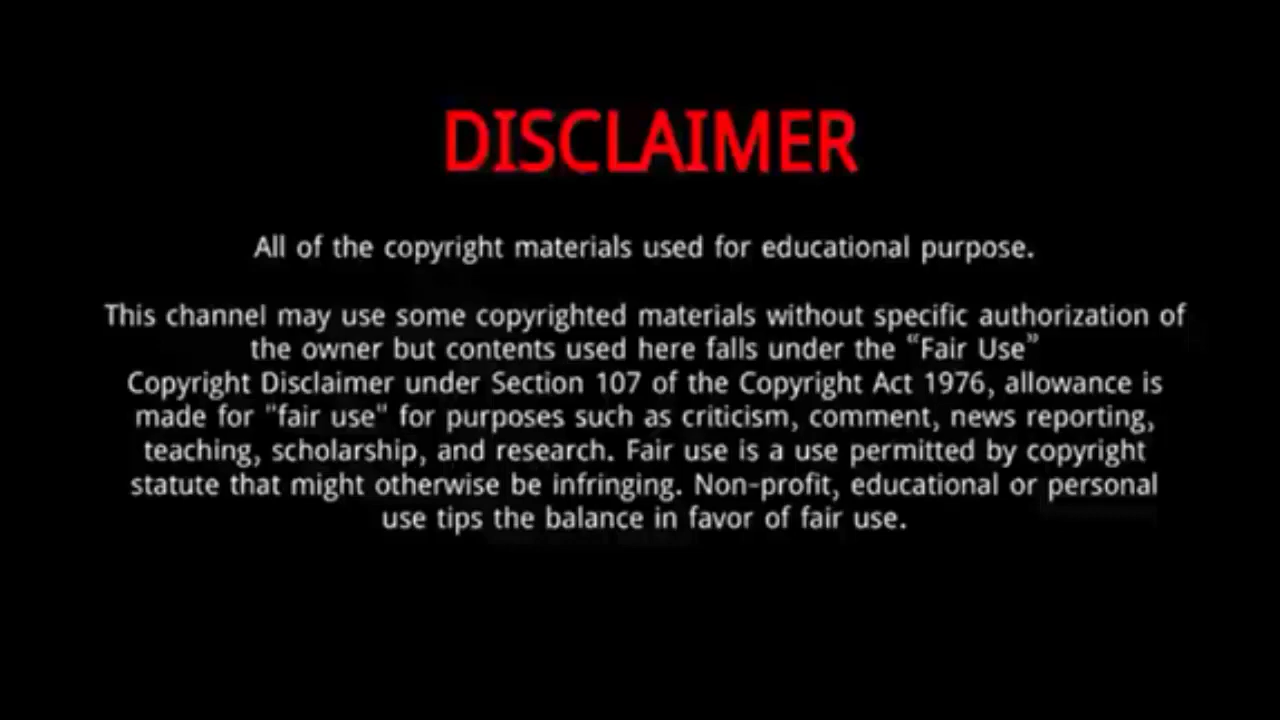 DISCLAIMER
All of the copyright materials used for educational purpose.
This channel may use some copyrighted materials without specific authorization of
the owner but contents used here falls under the “Fair Use”
Copyright Disclaimer under Section 107 of the Copyright Act 1976, allowance is
made for "fair use" for purposes such as criticism, comment, news reporting,
teaching, scholarship, and research. Fair use is a use permitted by copyright
statute that might otherwise be infringing. Non-profit, educational or personal
use tips the balance in favor of fair use.